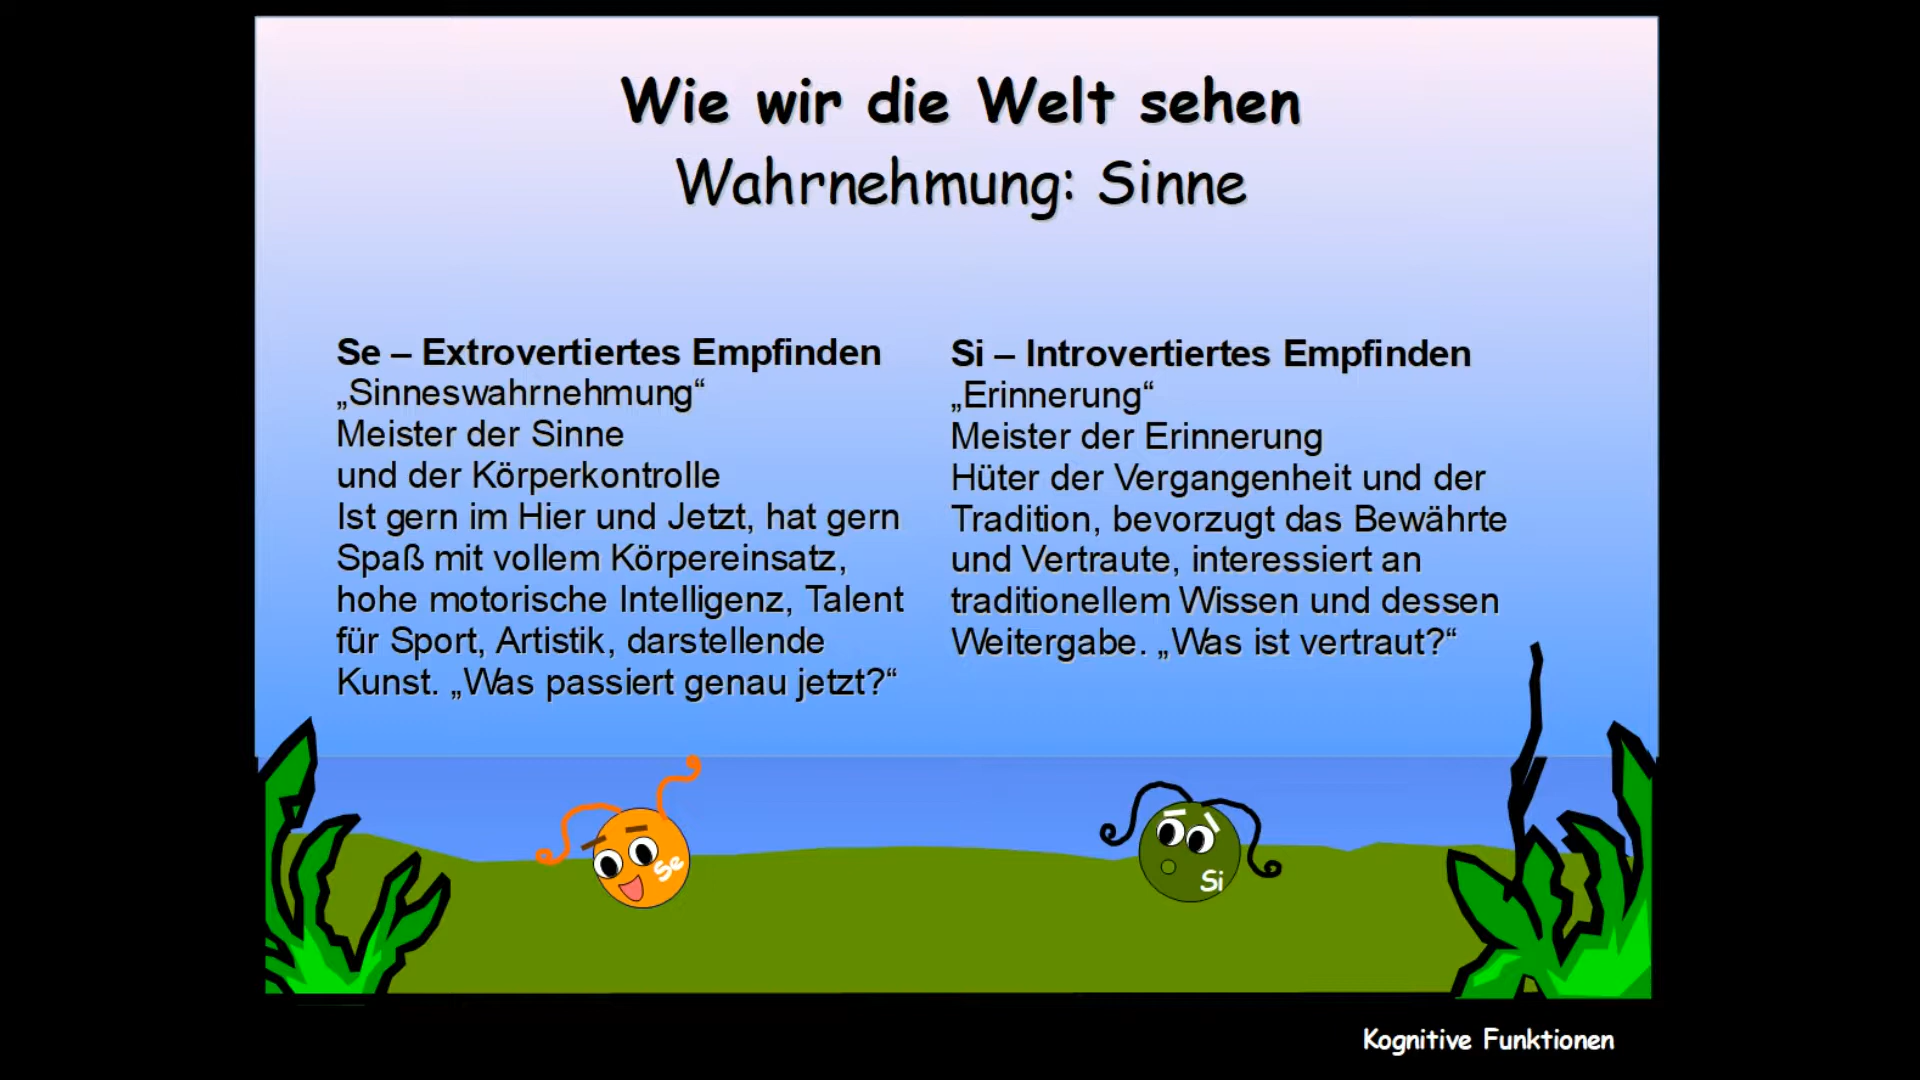 Wie wir die Welt sehen
Wahrnehmung: Sinne
Se – Extrovertiertes Empfinden
„Sinneswahrnehmung“
Meister der Sinne
und der Körperkontrolle
Ist gern im Hier und Jetzt, hat gern
Spaß mit vollem Körpereinsatz,
hohe motorische Intelligenz, Talent
für Sport, Artistik, darstellende
Kunst. „Was passiert genau jetzt?“
Si – Introvertiertes Empfinden
„Erinnerung“
Meister der Erinnerung
Hüter der Vergangenheit und der
Tradition, bevorzugt das Bewährte
und Vertraute, interessiert an
traditionellem Wissen und dessen
Weitergabe. „Was ist vertraut?“
Se
Si
Kognitive Funktionen